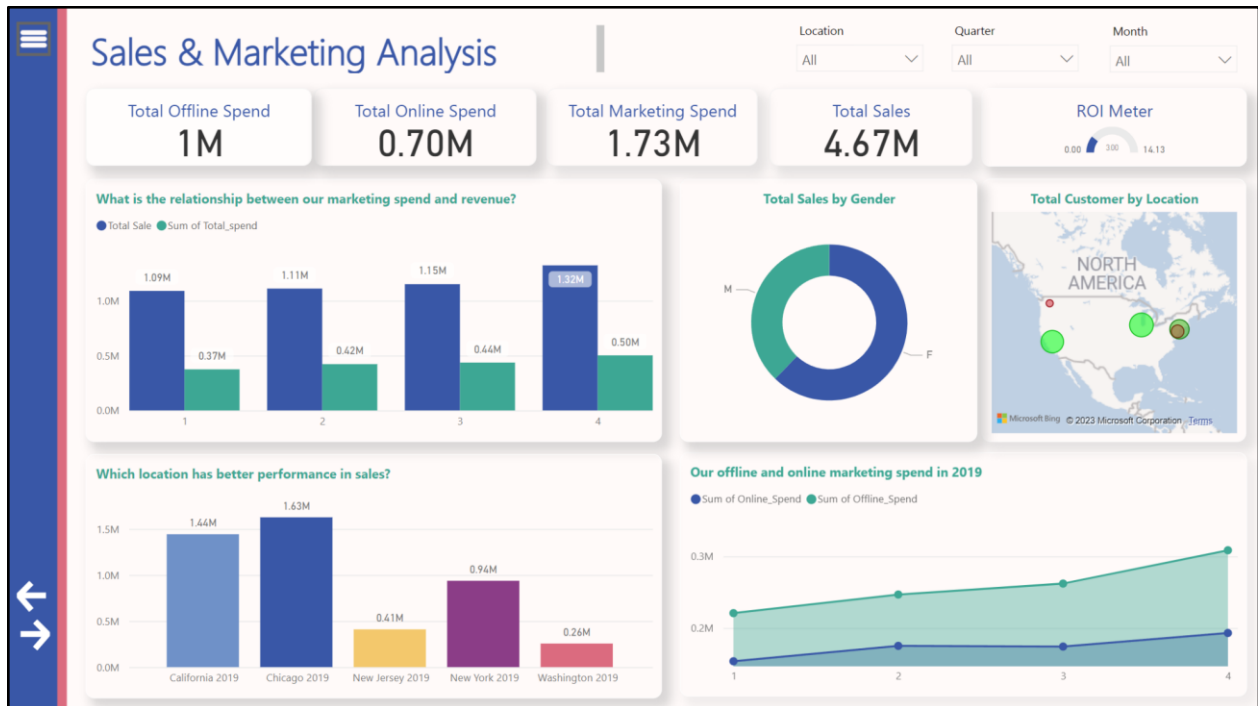 Sales & Marketing Analysis
Location
Quarter
Month
All
All
All
Total Offline Spend
1M
Total Online Spend
0.70M
Total Marketing Spend
1.73M
Total Sales
4.67M
ROI Meter
0.00
300
14.13
What is the relationship between our marketing spend and revenue?
Total Sale Sum of Total_spend
1.09M
1.11M
1.15M
1.32M
0.37M
0.42M
0.44M
0.50M
1.0M
0.5M
0.0M
1 2 3 4
Total Sales by Gender
M
F
Total Customer by Location
NORTH
AMERICA
Microsoft Bing © 2023 Microsoft Corporation Terms
Which location has better performance in sales?
1.44M
1.63M
0.41M
0.94M
0.26M
1.5M
1.0M
0.5M
0.0M
California 2019 Chicago 2019 New Jersey 2019 New York 2019 Washington 2019
Our offline and online marketing spend in 2019
Sum of Online_Spend Sum of Offline_Spend
0.3M
0.2M
1 2 3 4